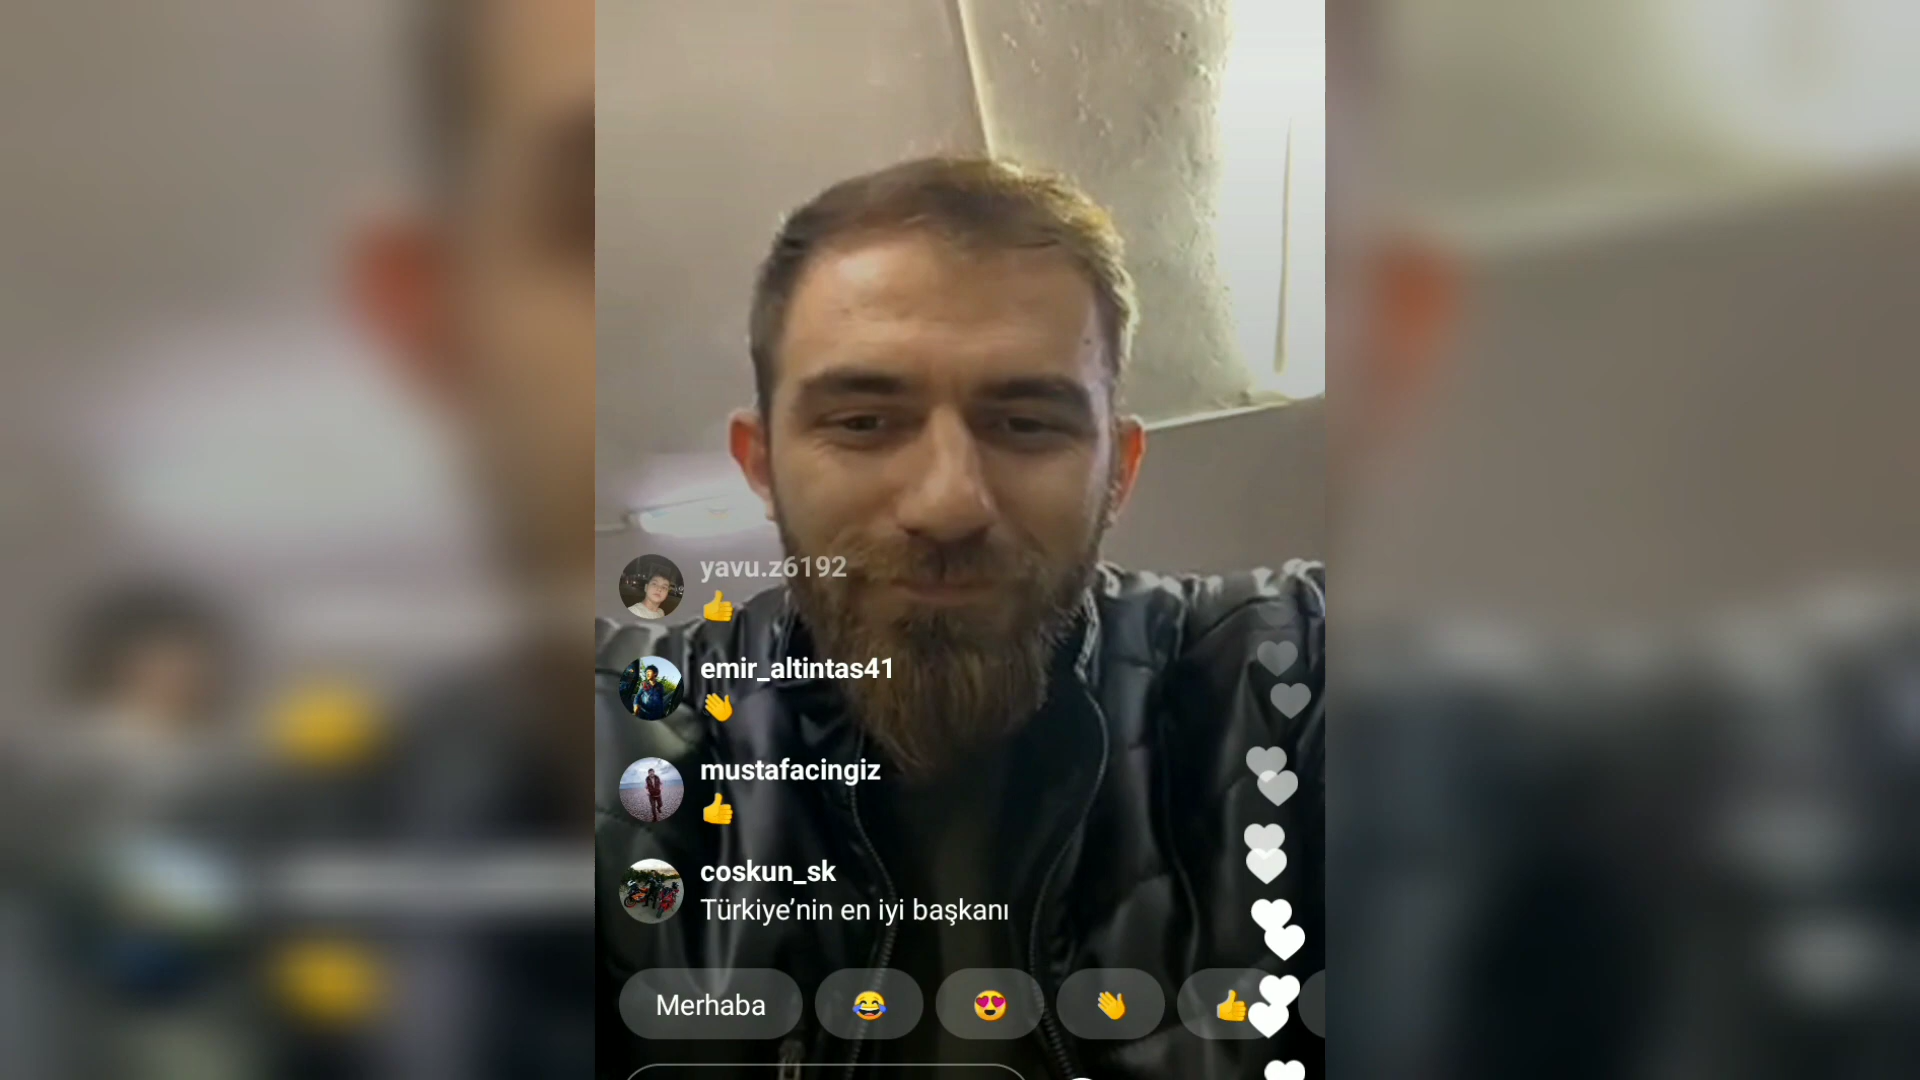 yavu.z6192
👍
emir_altintas41
👋
mustafacingiz
👍
coskun_sk
Türkiye’nin en iyi başkanı
Merhaba 😂 😍 👋 👍